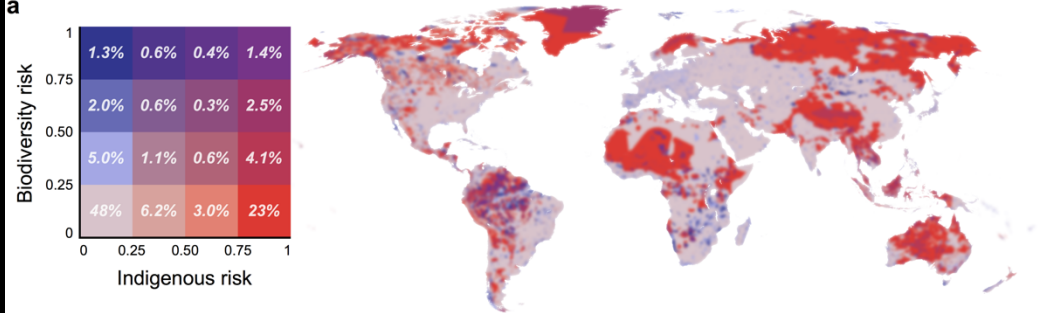 a
1
1.3% 0.6% 0.4% 1.4%
0.75
2.0% 0.6% 0.3% 2.5%
0.50
5.0% 1.1% 0.6% 4.1%
0.25
48% 6.2% 3.0% 23%
0
Biodiversity risk
0 0.25 0.50 0.75 1
Indigenous risk